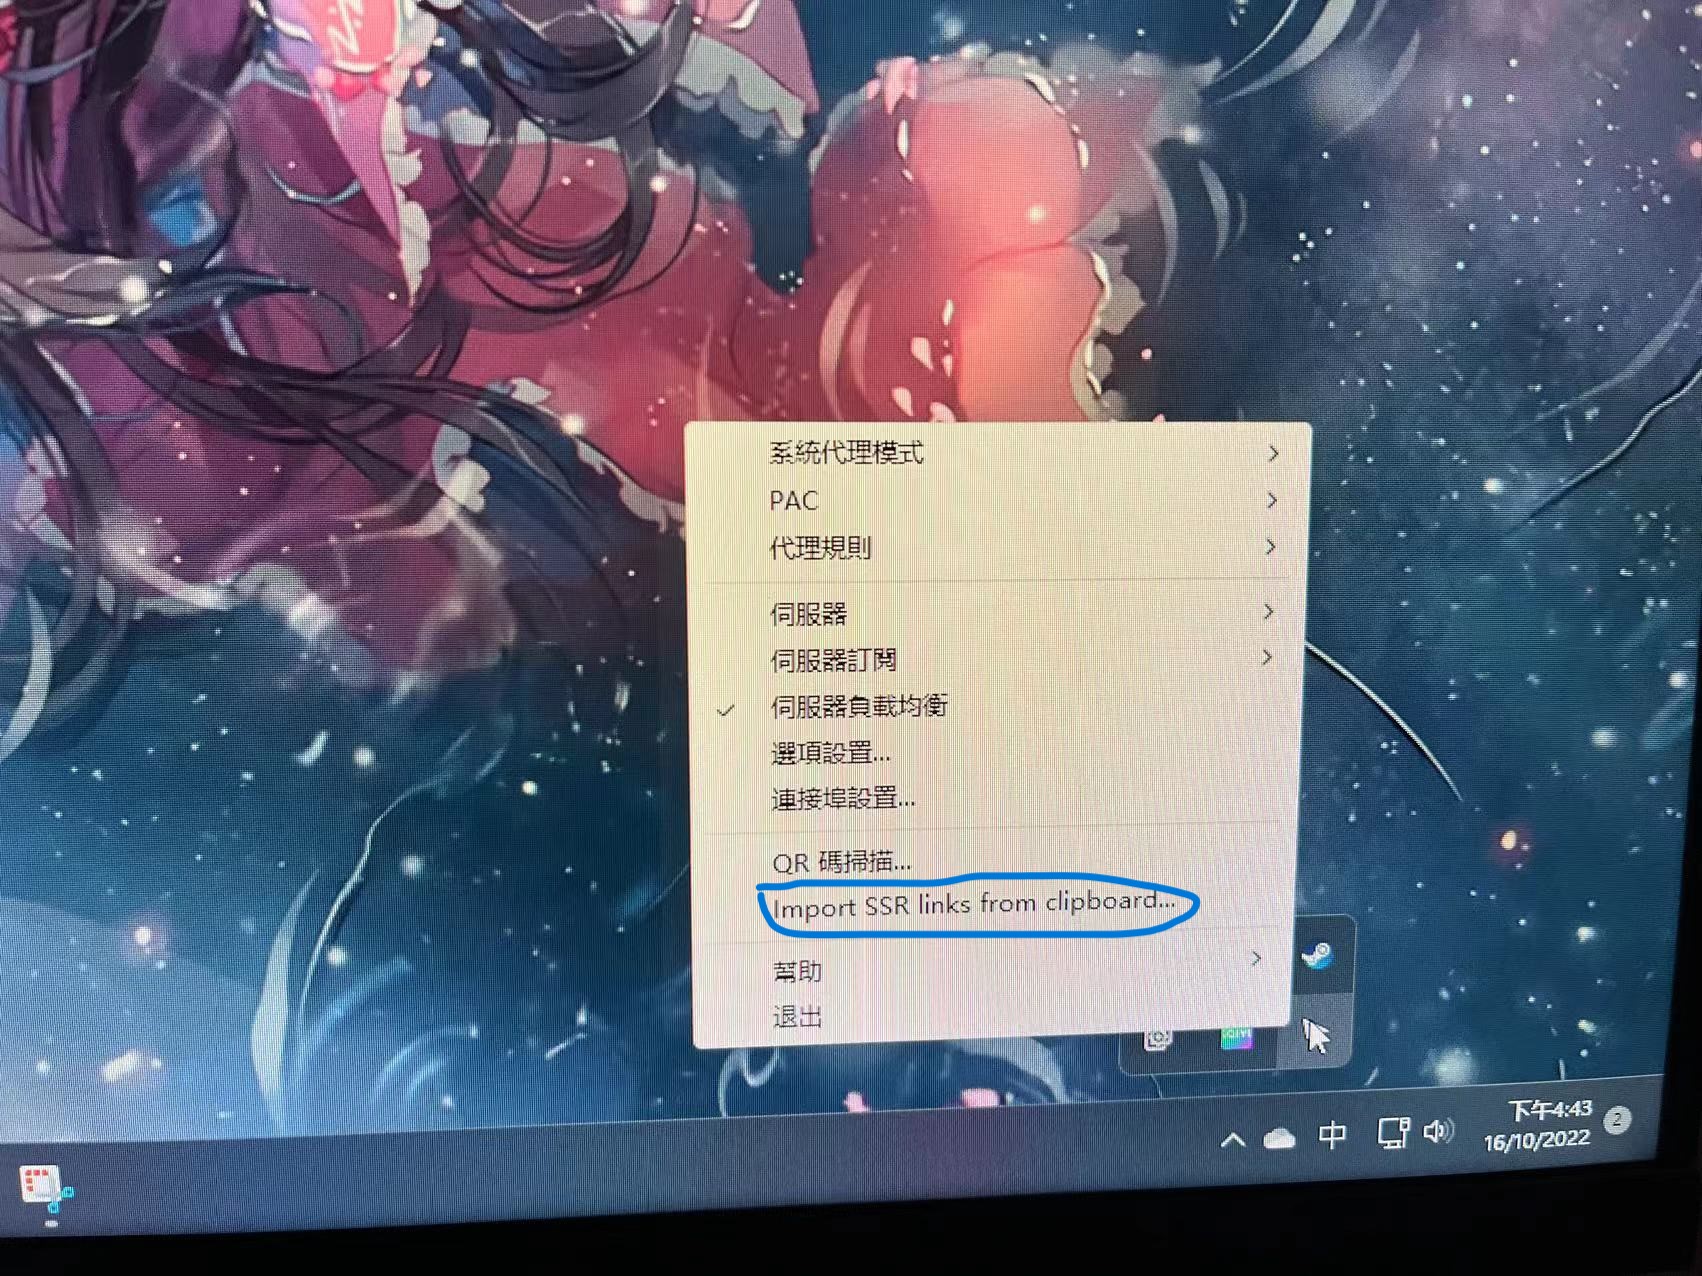 系統代理模式
PAC
代理規則
伺服器
伺服器訂閱
伺服器負載均衡
選項設置...
連接埠設置...
QR 碼掃描...
Import SSR links from clipboard...
幫助
退出
中
下午4:43
16/10/2022
2